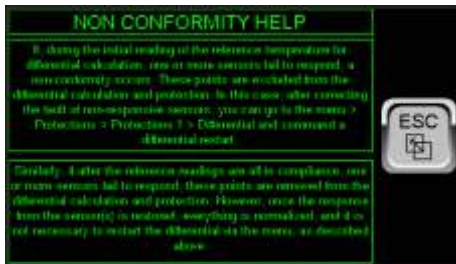 NON CONFORMITY HELP
If, during the initial reading of the reference temperature for
differential calculation, one or more sensors fail to respond, a
non-conformity occurs. These points are excluded from the
differential calculation and protection. In this case, after correcting
the fault of non-responsive sensors, you can go to the menu >
Protections > Protections 1 > Differential and command a
differential restart.
Similarly, if after the reference readings are all in compliance, one
or more sensors fail to respond, these points are removed from the
differential calculation and protection. However, once the response
from the sensor(s) is restored, everything is normalized, and it is
not necessary to restart the differential via the menu, as described
above.
ESC